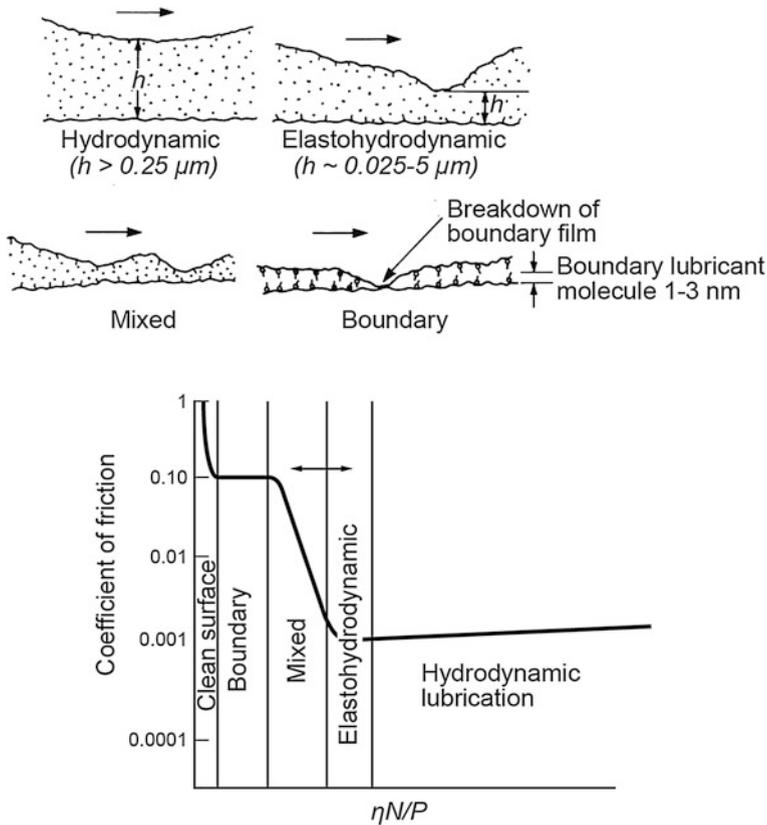 h
Hydrodynamic
(h > 0.25 μm)
h
Elastohydrodynamic
(h ~ 0.025-5 μm)
Mixed
Breakdown of
boundary film
Boundary lubricant
molecule 1-3 nm
Boundary
Coefficient of friction
1
0.10
0.01
0.001
0.0001
Clean surface
Boundary
Mixed
Elastohydrodynamic
Hydrodynamic
lubrication
ηN/P